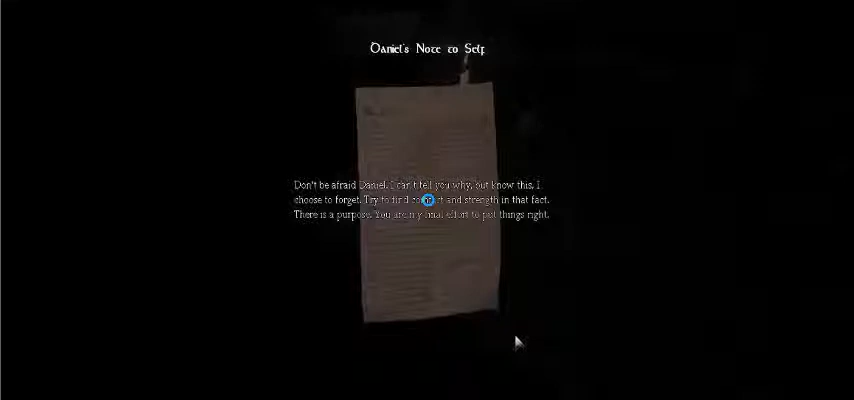 Daniel's Note to Self
Don't be afraid Daniel. I can't tell you why, but know this, I
choose to forget. Try to find comfort and strength in that fact.
There is a purpose. You are my final effort to put things right.